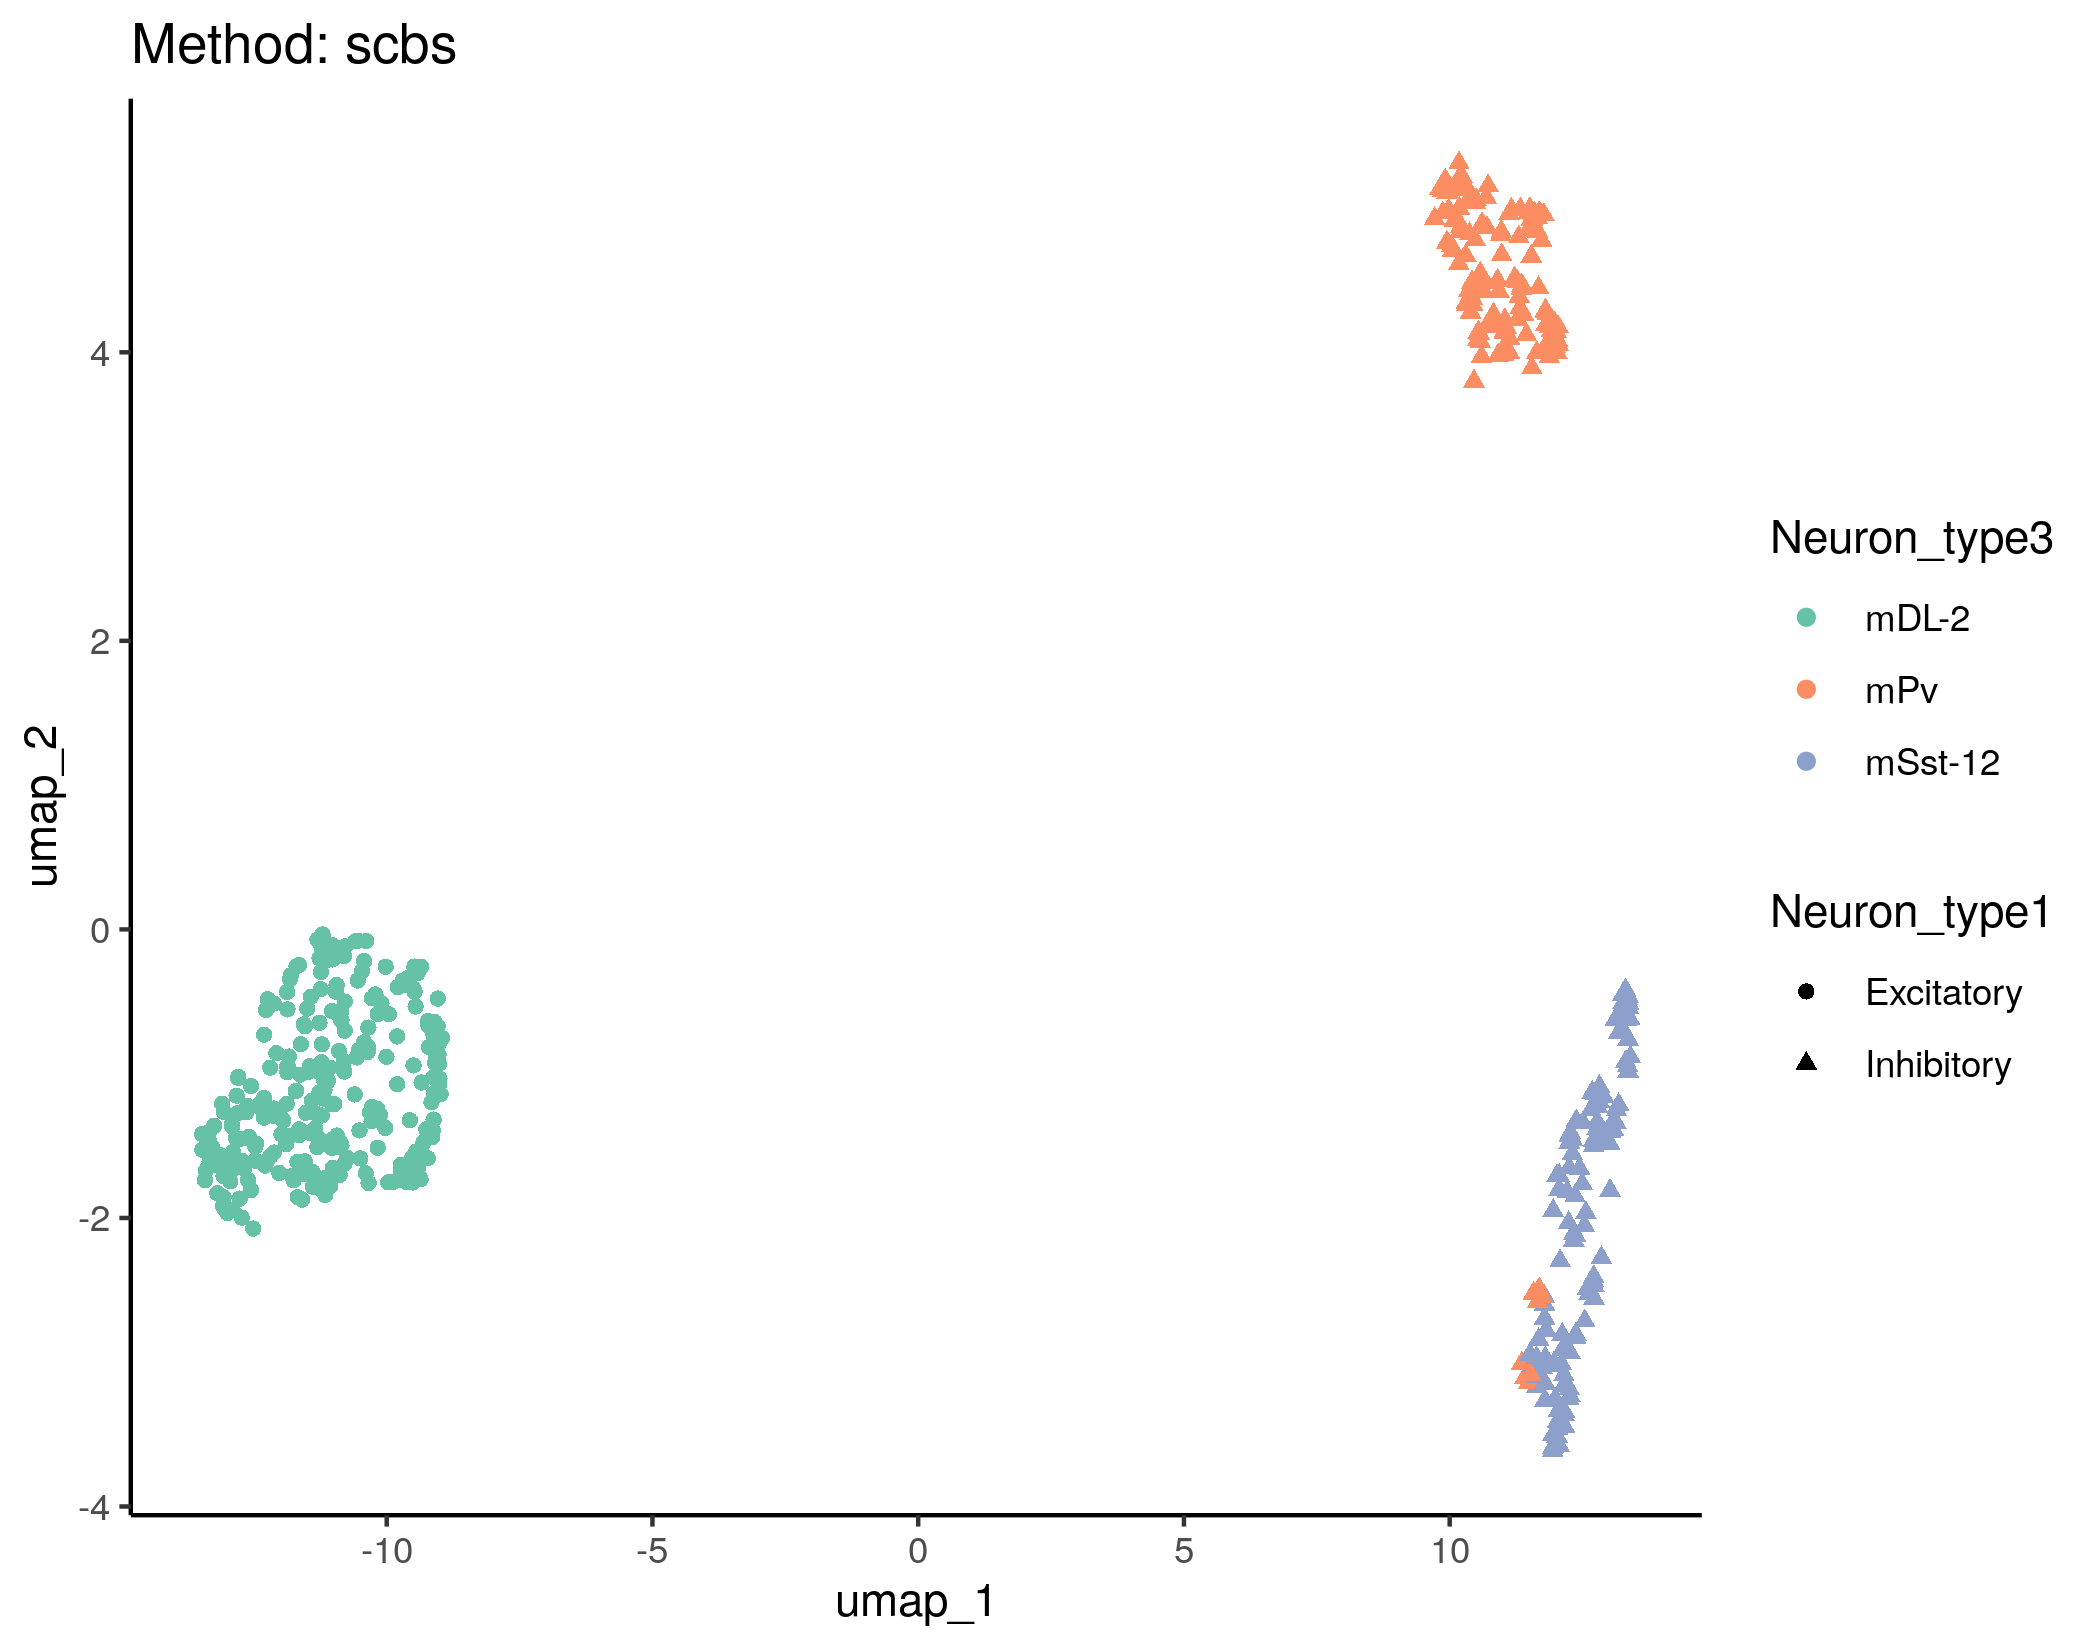 Method: scbs
umap_2
4
2
0
-2
-4
-10
-5
0
5
10
umap_1
Neuron_type3
mDL-2
mPv
mSst-12
Neuron_type1
Excitatory
Inhibitory